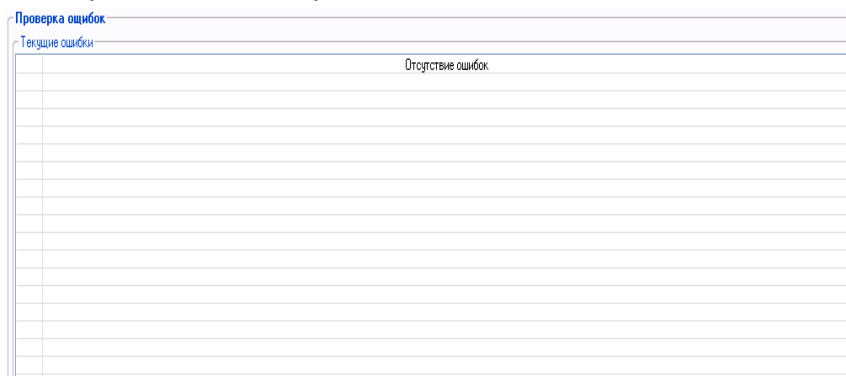 Проверка ошибок
Текущие ошибки
Отсутствие ошибок